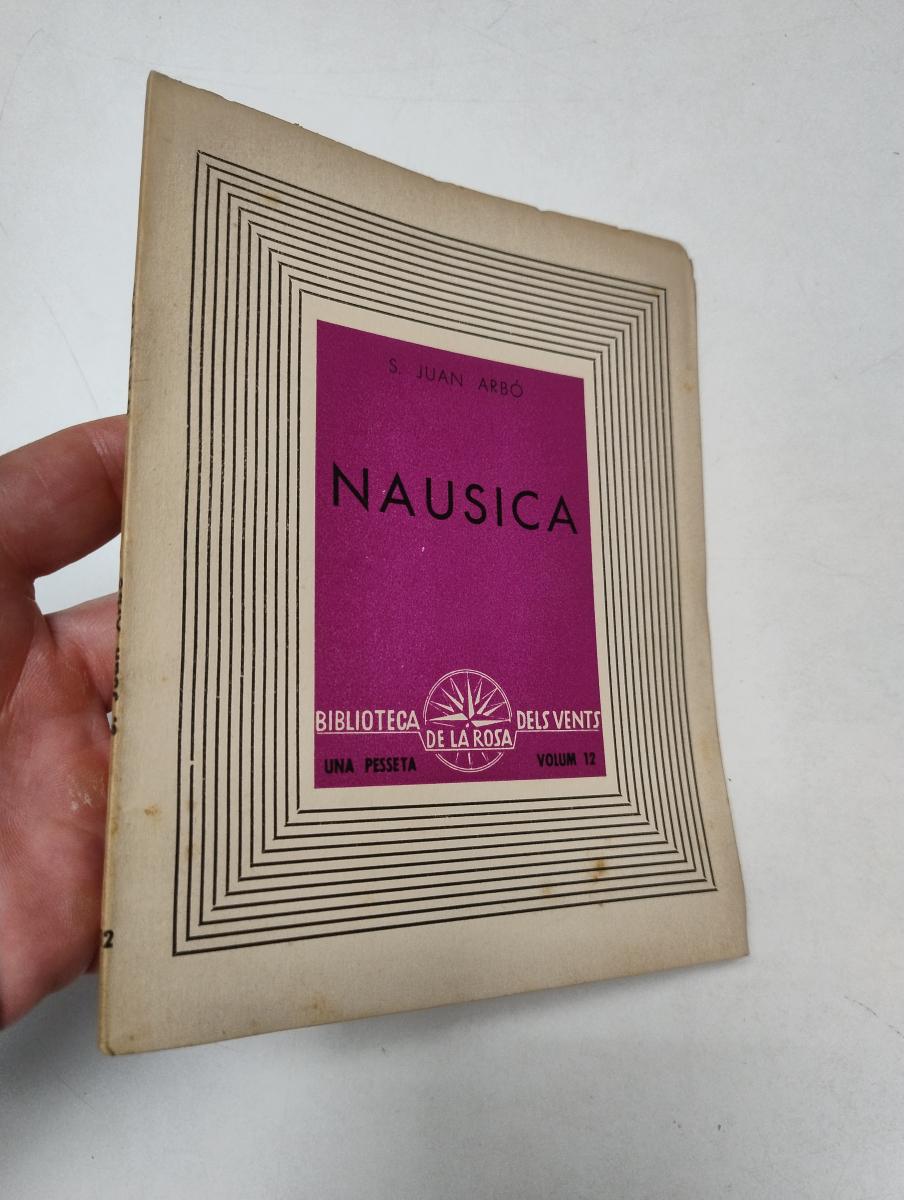 S. JUAN ARBÓ
NAUSICA
BIBLIOTECA DE LA ROSA DELS VENTS
UNA PESSETA VOLUM 12